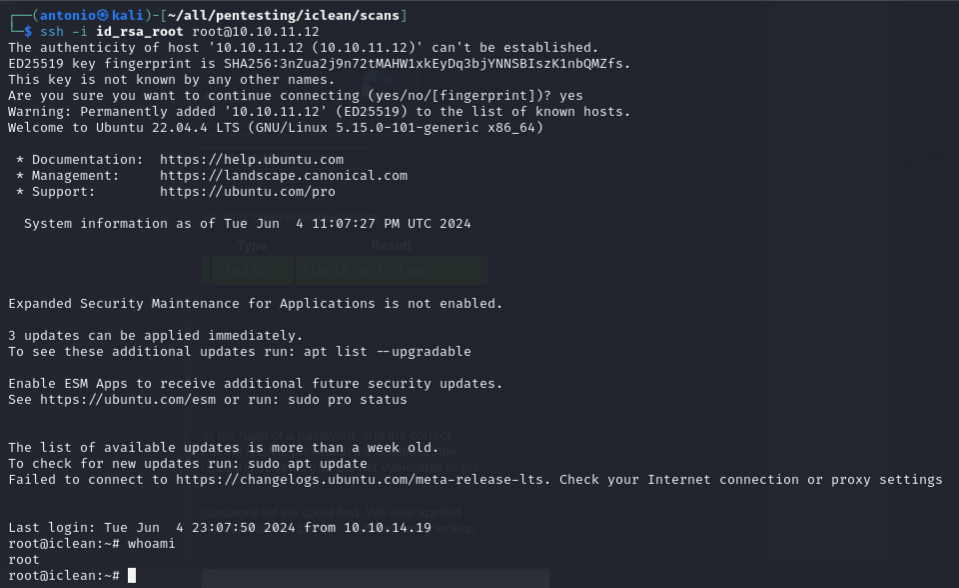 ┌──(antonio㉿kali)-[~/all/pentesting/iclean/scans]
└─$ ssh -i id_rsa_root root@10.10.11.12
The authenticity of host '10.10.11.12 (10.10.11.12)' can't be established.
ED25519 key fingerprint is SHA256:3nZua2j9n72tMAHW1xkEyDq3bjYNNSBIszK1nbQMZfs.
This key is not known by any other names.
Are you sure you want to continue connecting (yes/no/[fingerprint])? yes
Warning: Permanently added '10.10.11.12' (ED25519) to the list of known hosts.
Welcome to Ubuntu 22.04.4 LTS (GNU/Linux 5.15.0-101-generic x86_64)
* Documentation:  https://help.ubuntu.com
* Management:     https://landscape.canonical.com
* Support:        https://ubuntu.com/pro
System information as of Tue Jun  4 11:07:27 PM UTC 2024
Type Result
Expanded Security Maintenance for Applications is not enabled.
3 updates can be applied immediately.
To see these additional updates run: apt list --upgradable
Enable ESM Apps to receive additional future security updates.
See https://ubuntu.com/esm or run: sudo pro status
The list of available updates is more than a week old.
To check for new updates run: sudo apt update
Failed to connect to https://changelogs.ubuntu.com/meta-release-lts. Check your Internet connection or proxy settings
Last login: Tue Jun  4 23:07:50 2024 from 10.10.14.19
root@iclean:~# whoami
root
root@iclean:~#